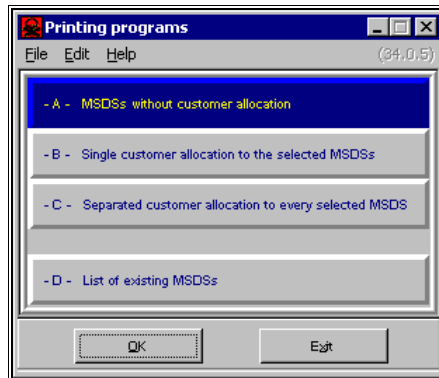 Printing programs
File Edit Help (34.0.5)
- A - MSDSs without customer allocation
- B - Single customer allocation to the selected MSDSs
- C - Separated customer allocation to every selected MSDS
- D - List of existing MSDSs
OK Exit